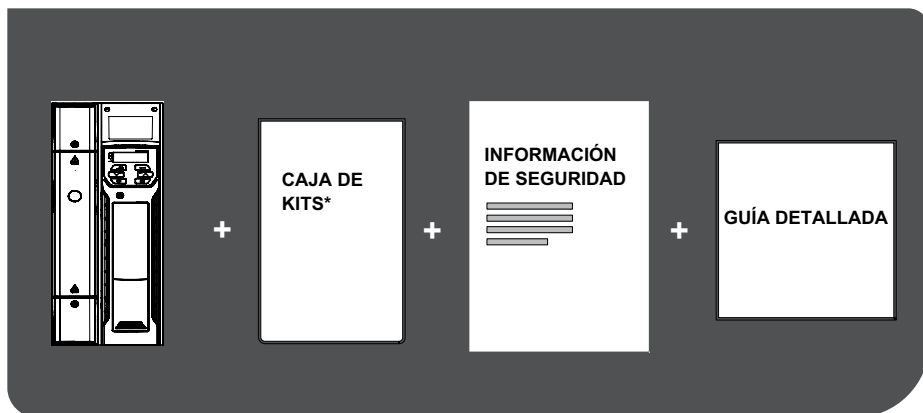 +
CAJA DE
KITS*
+
INFORMACIÓN
DE SEGURIDAD
+
GUÍA DETALLADA